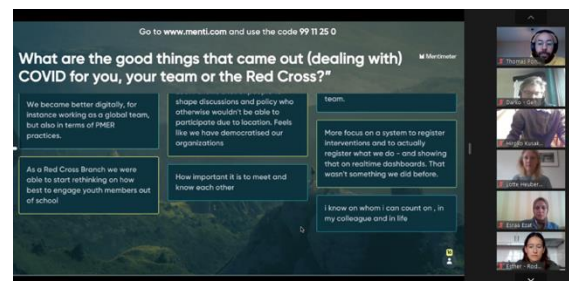 Go to www.menti.com and use the code 99 11 25 0
What are the good things that came out (dealing with)
COVID for you, your team or the Red Cross?"
Mentimeter
We became better digitally, for
instance working as a global team,
but also in terms of PMER
practices.
As a Red Cross Branch we were
able to start rethinking on how
best to engage youth members out
of school
shape discussions and policy who
otherwise wouldn't be able to
participate due to location. Feels
like we have democratised our
organizations
How important it is to meet and
know each other
team.
More focus on a system to register
interventions and to actually
register what we do - and showing
that on realtime dashboards. That
wasn't something we did before.
i know on whom i can count on , in
my colleague and in life
Thomas
Lotte Heuber...
Esraa Ezat
Esther - Red...